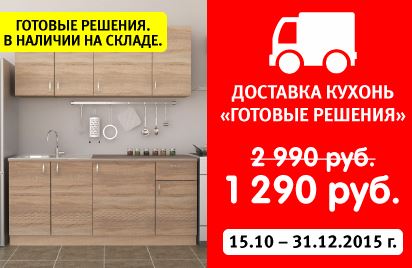 ГОТОВЫЕ РЕШЕНИЯ.
В НАЛИЧИИ НА СКЛАДЕ.
ДОСТАВКА КУХОНЬ
«ГОТОВЫЕ РЕШЕНИЯ»
2 990 руб.
1 290 руб.
15.10 – 31.12.2015 г.